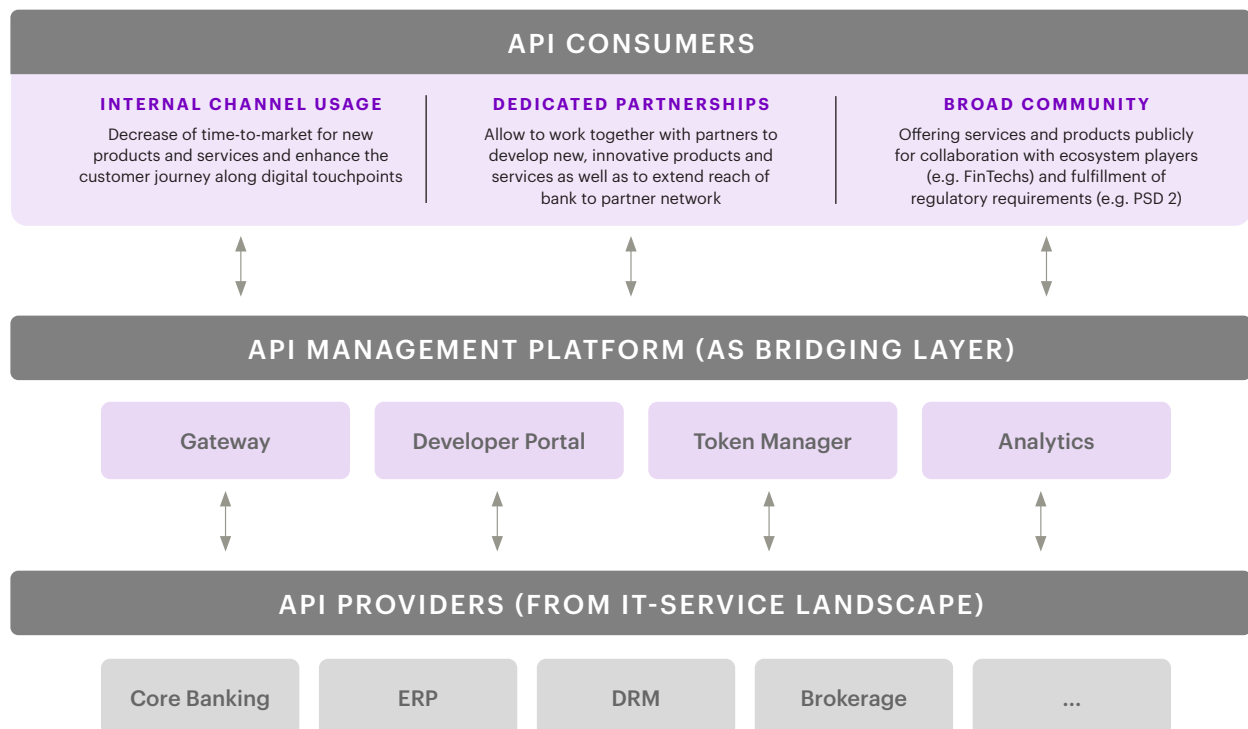 API CONSUMERS
INTERNAL CHANNEL USAGE
Decrease of time-to-market for new
products and services and enhance the
customer journey along digital touchpoints
DEDICATED PARTNERSHIPS
Allow to work together with partners to
develop new, innovative products and
services as well as to extend reach of
bank to partner network
BROAD COMMUNITY
Offering services and products publicly
for collaboration with ecosystem players
(e.g. FinTechs) and fulfillment of
regulatory requirements (e.g. PSD 2)
API MANAGEMENT PLATFORM (AS BRIDGING LAYER)
Gateway
Developer Portal
Token Manager
Analytics
API PROVIDERS (FROM IT-SERVICE LANDSCAPE)
Core Banking
ERP
DRM
Brokerage
...